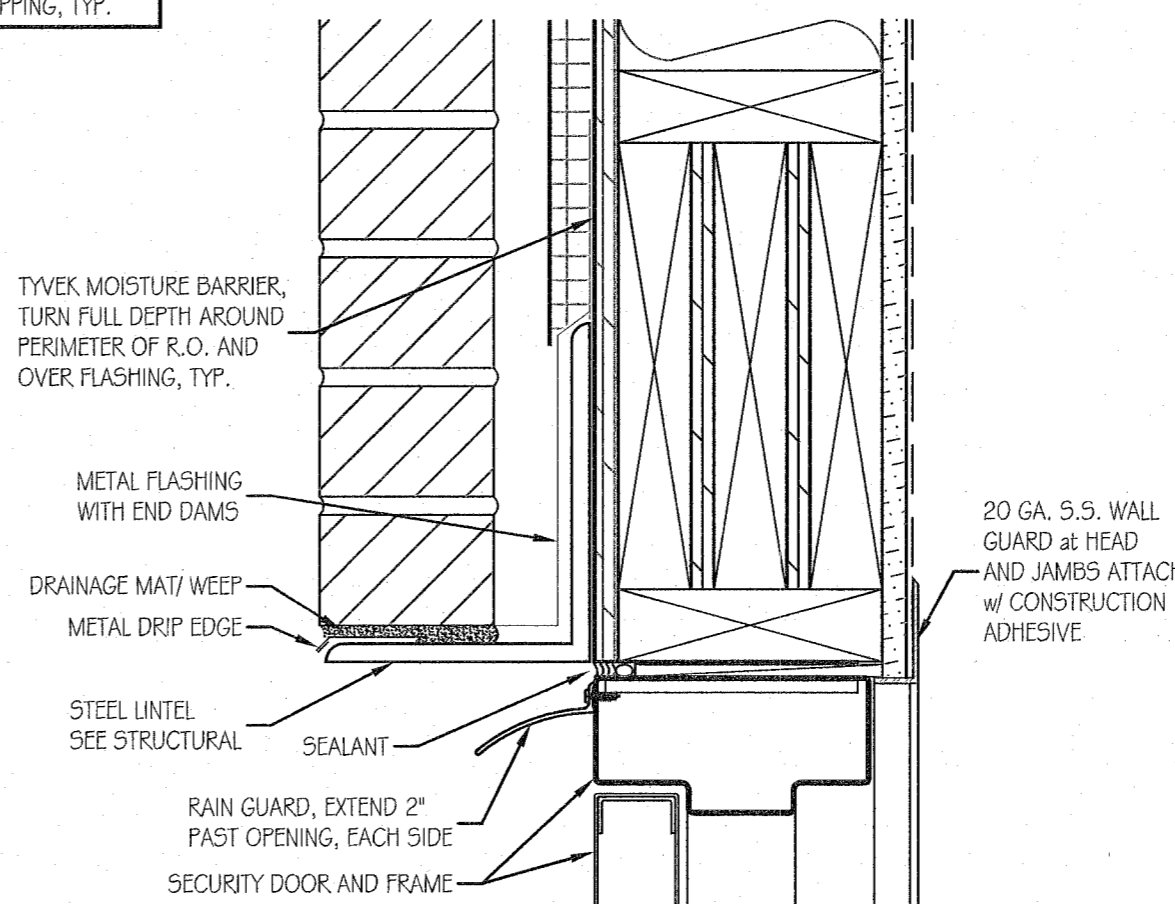 PPING, TYP.
TYVEK MOISTURE BARRIER,
TURN FULL DEPTH AROUND
PERIMETER OF R.O. AND
OVER FLASHING, TYP.
METAL FLASHING
WITH END DAMS
DRAINAGE MAT/ WEEP
METAL DRIP EDGE
STEEL LINTEL
SEE STRUCTURAL
SEALANT
RAIN GUARD, EXTEND 2"
PAST OPENING, EACH SIDE
SECURITY DOOR AND FRAME
20 GA. S.S. WALL
GUARD at HEAD
AND JAMBS ATTACH
w/ CONSTRUCTION
ADHESIVE